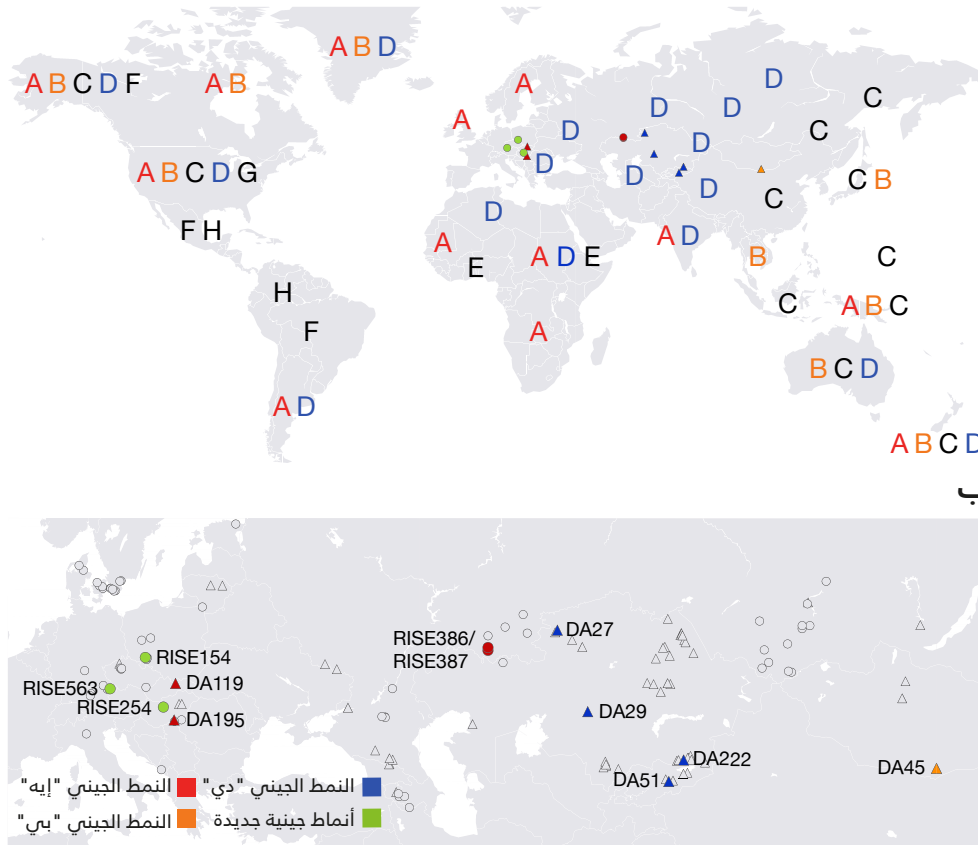 A B D
A B C D F
A B
A
C
D
D
D
A
C
D
D
D
A B C D G
D
D
C
C B
D
F H
A
A D
A D E
B
C
E
H
C
A B C
F
A
B C D
A D
A B C D
ب
RISE386/
RISE387
DA27
RISE154
RISE563
DA119
RISE254
DA195
DA29
DA222
DA51
DA45
النمط الجيني "إيه"
النمط الجيني "دي"
النمط الجيني "بي"
أنماط جينية جديدة